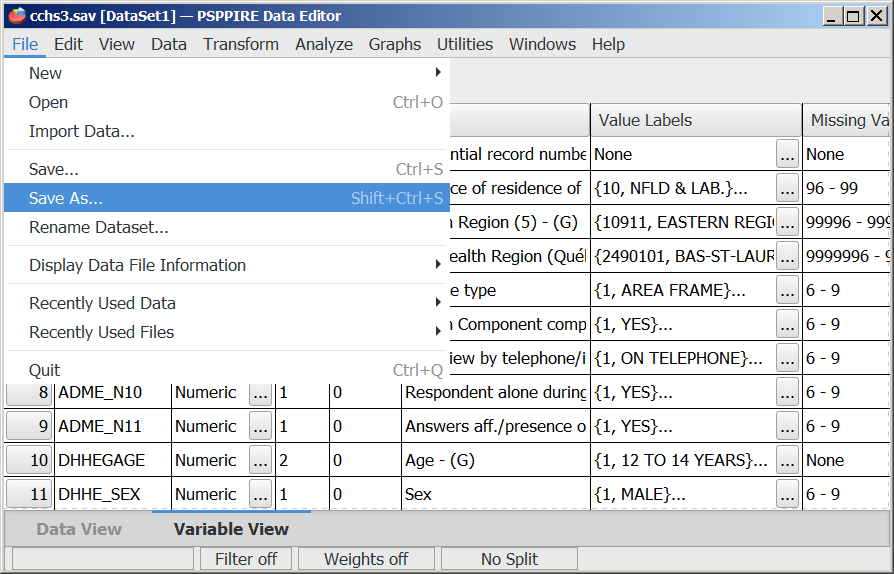 cchs3.sav [DataSet1] — PSPPIRE Data Editor
File Edit View Data Transform Analyze Graphs Utilities Windows Help
New
Open Ctrl+O
Import Data...
Save... Ctrl+S
Save As... Shift+Ctrl+S
Rename Dataset...
Display Data File Information
Recently Used Data
Recently Used Files
Quit Ctrl+Q
Value Labels Missing Va
ntial record numbe None ... None
ce of residence of {10, NFLD & LAB.}... ... 96 - 99
n Region (5) - (G) {10911, EASTERN REGI ... 99996 - 999
ealth Region (Qué {2490101, BAS-ST-LAUR ... 9999996 - 9
e type {1, AREA FRAME}... ... 6 - 9
n Component comp {1, YES}... ... 6 - 9
iew by telephone/i {1, ON TELEPHONE}... ... 6 - 9
8 ADME_N10 Numeric ... 1 0 Respondent alone during {1, YES}... ... 6 - 9
9 ADME_N11 Numeric ... 1 0 Answers aff./presence o {1, YES}... ... 6 - 9
10 DHHEGAGE Numeric ... 2 0 Age - (G) {1, 12 TO 14 YEARS}... ... None
11 DHHE_SEX Numeric ... 1 0 Sex {1, MALE}... ... 6 - 9
Data View Variable View
Filter off Weights off No Split